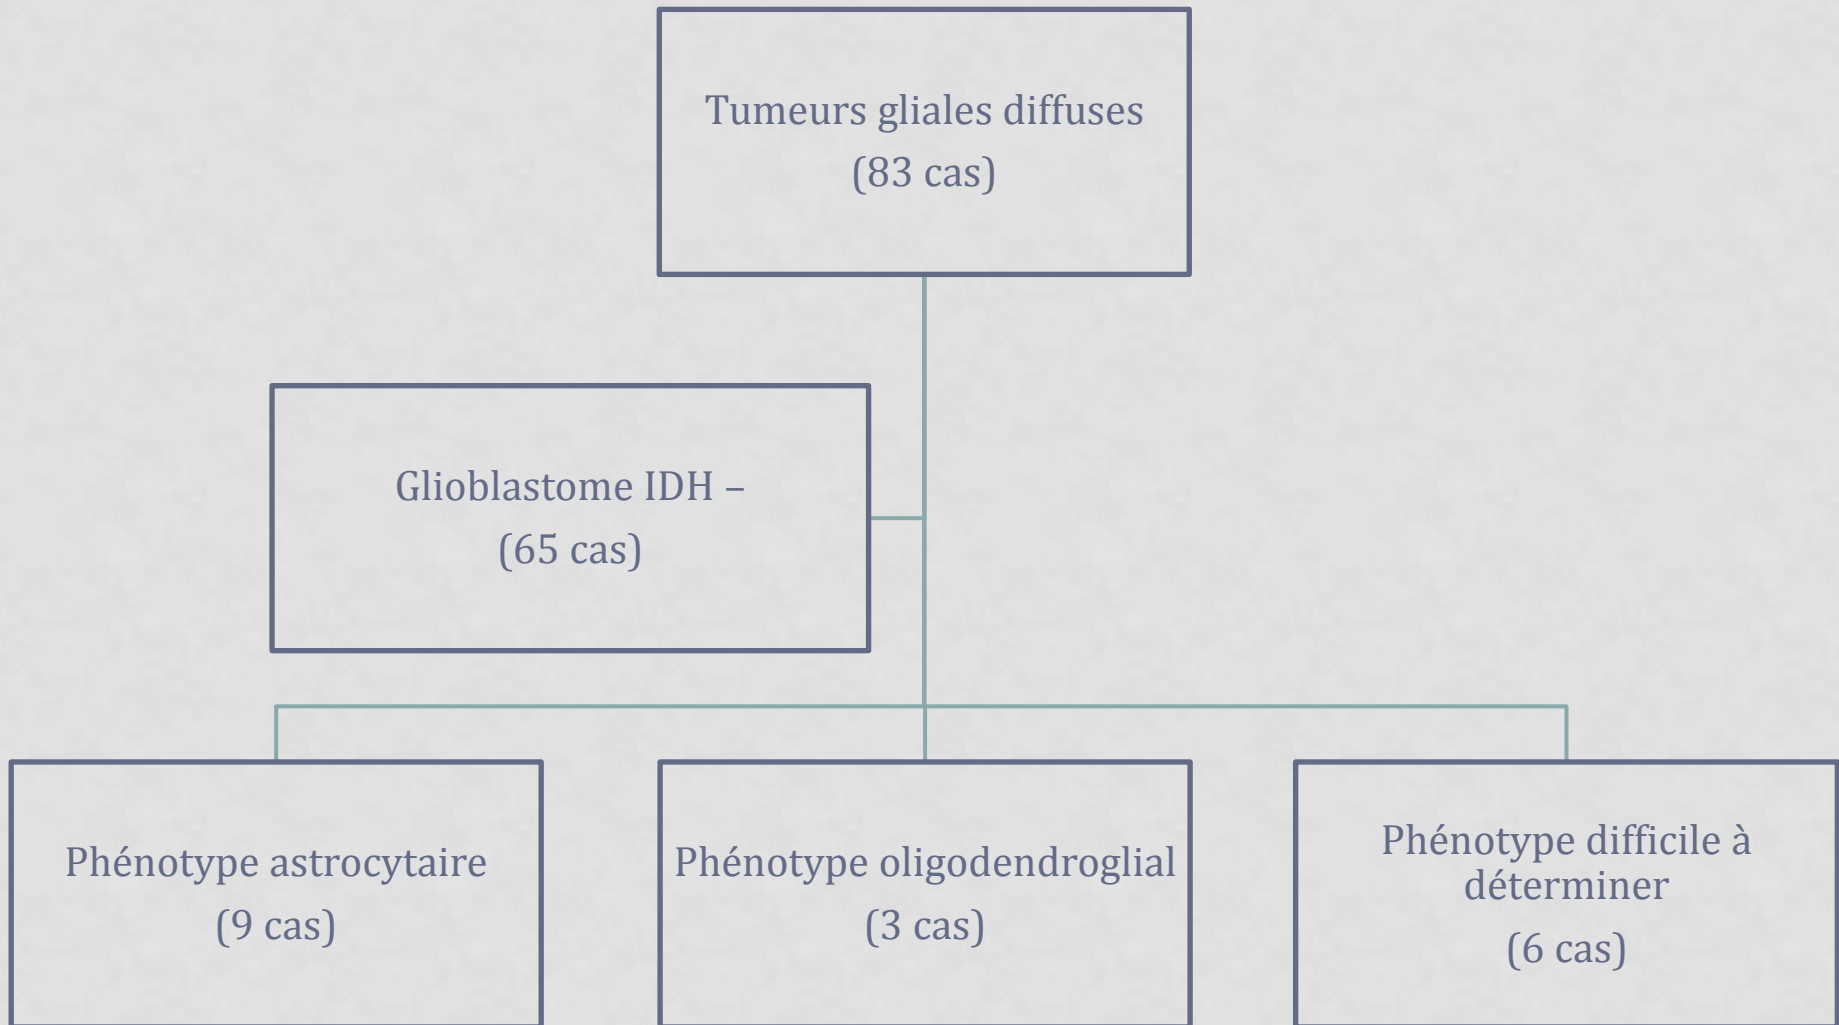 Tumeurs gliales diffuses
(83 cas)
Glioblastome IDH –
(65 cas)
Phénotype astrocytaire
(9 cas)
Phénotype oligodendroglial
(3 cas)
Phénotype difficile à
déterminer
(6 cas)